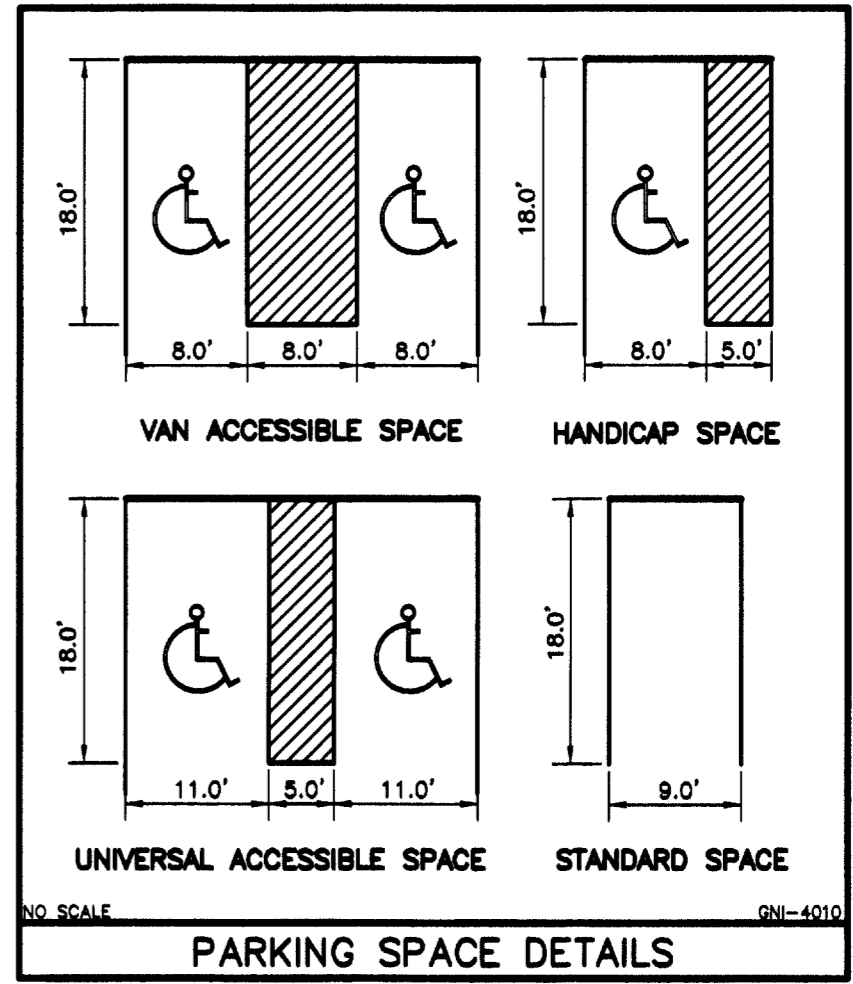 18.0'
8.0' 8.0' 8.0'
VAN ACCESSIBLE SPACE
18.0'
8.0' 5.0'
HANDICAP SPACE
18.0'
11.0' 5.0' 11.0'
UNIVERSAL ACCESSIBLE SPACE
18.0'
9.0'
STANDARD SPACE
NO SCALE
GNI-4010
PARKING SPACE DETAILS